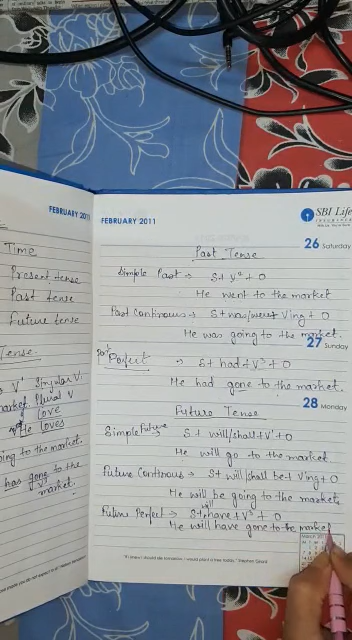 FEBRUARY 2011
Time
Present tense
Past tense
Future tense
Tense.
V' Singular V.
market. Plural V
Love
He Loves
going to the market.
has gone to the
V³ market.
FEBRUARY 2011
SBI Life
INSURANCE
26 Saturday
Past Tense
Simple Past → S+ V² + O
He went to the market
Past Continous → S+ was/were+ Ving + O
He was going to the market.
27 Sunday
Past Perfect → S+ had+V³ + O
He had gone to the market.
28 Monday
Future Tense
Simple Future → S+ will/shall+V'+O
He will go to the market
Future Continous → S+ will/shall be+ Ving + O
He will be going to the market
Future Perfect → S+ will have + V³ + O
He will have gone to the market